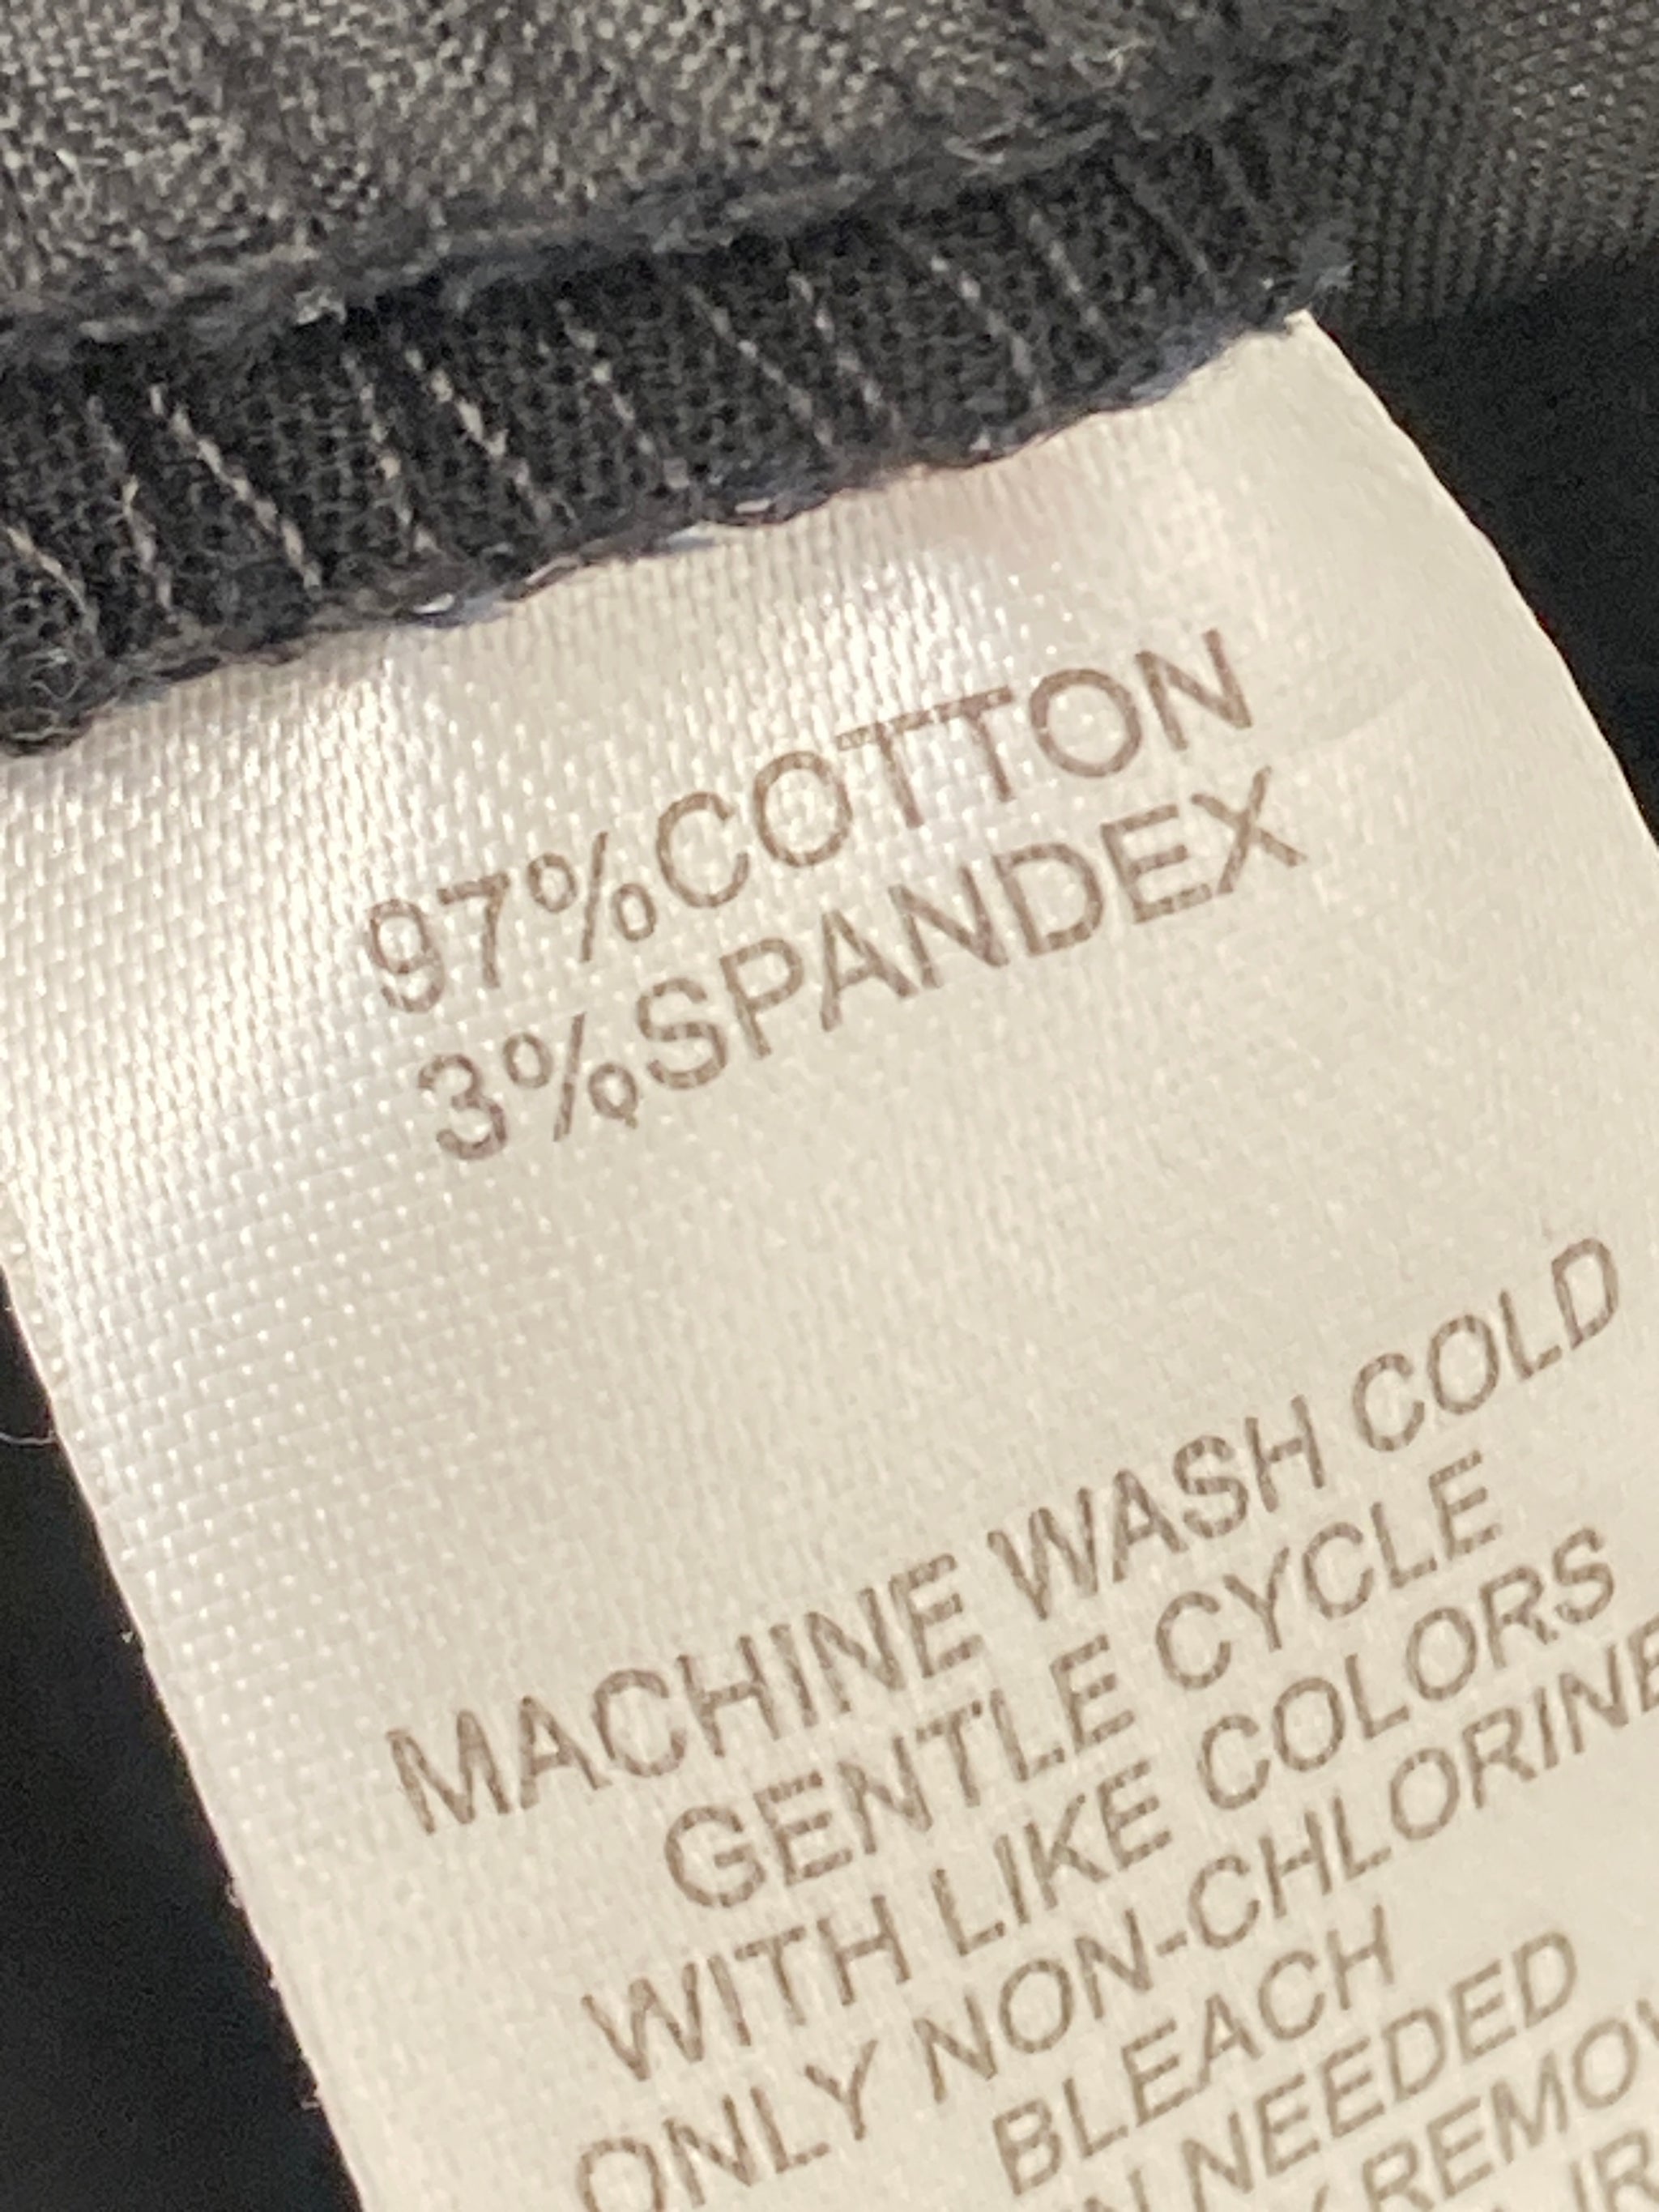 97%COTTON
3%SPANDEX
MACHINE WASH COLD
GENTLE CYCLE
WITH LIKE COLORS
ONLY NON-CHLORINE
BLEACH
NEEDED